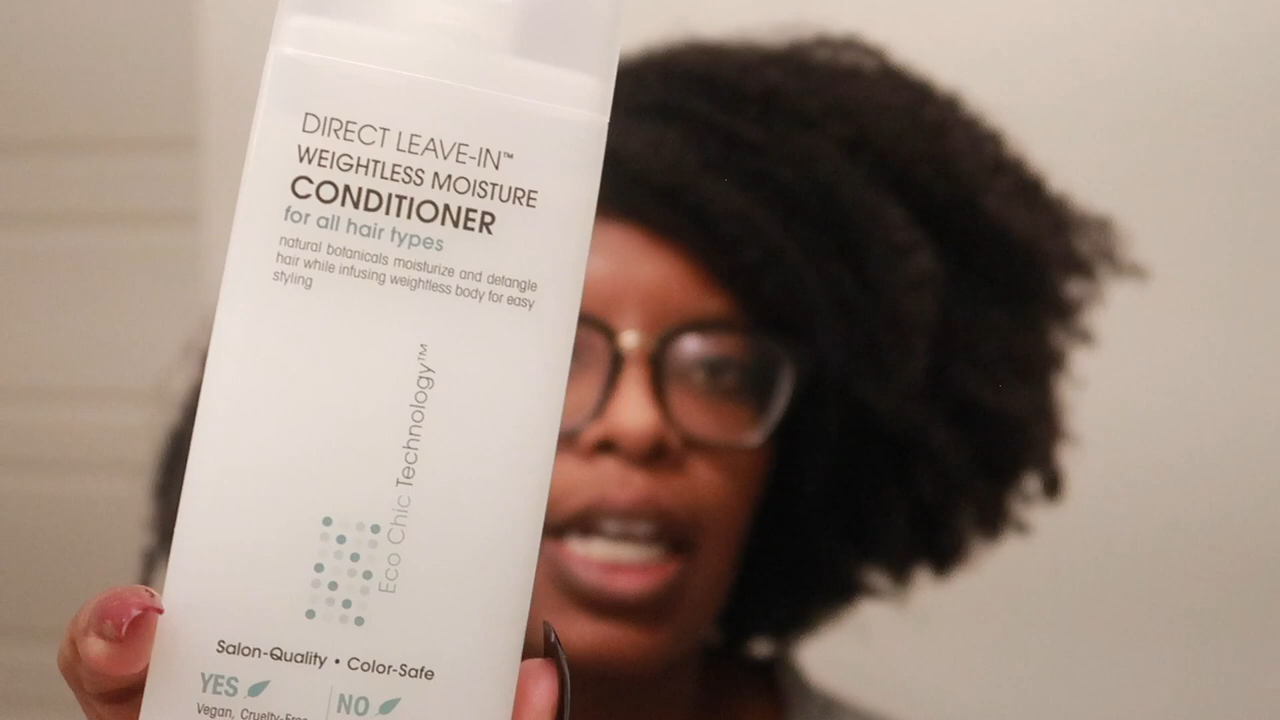 DIRECT LEAVE-IN™
WEIGHTLESS MOISTURE
CONDITIONER
for all hair types
natural botanicals moisturize and detangle
hair while infusing weightless body for easy
styling
Eco Chic Technology™
Salon-Quality • Color-Safe
YES
NO
Vegan, Cruelty-Free